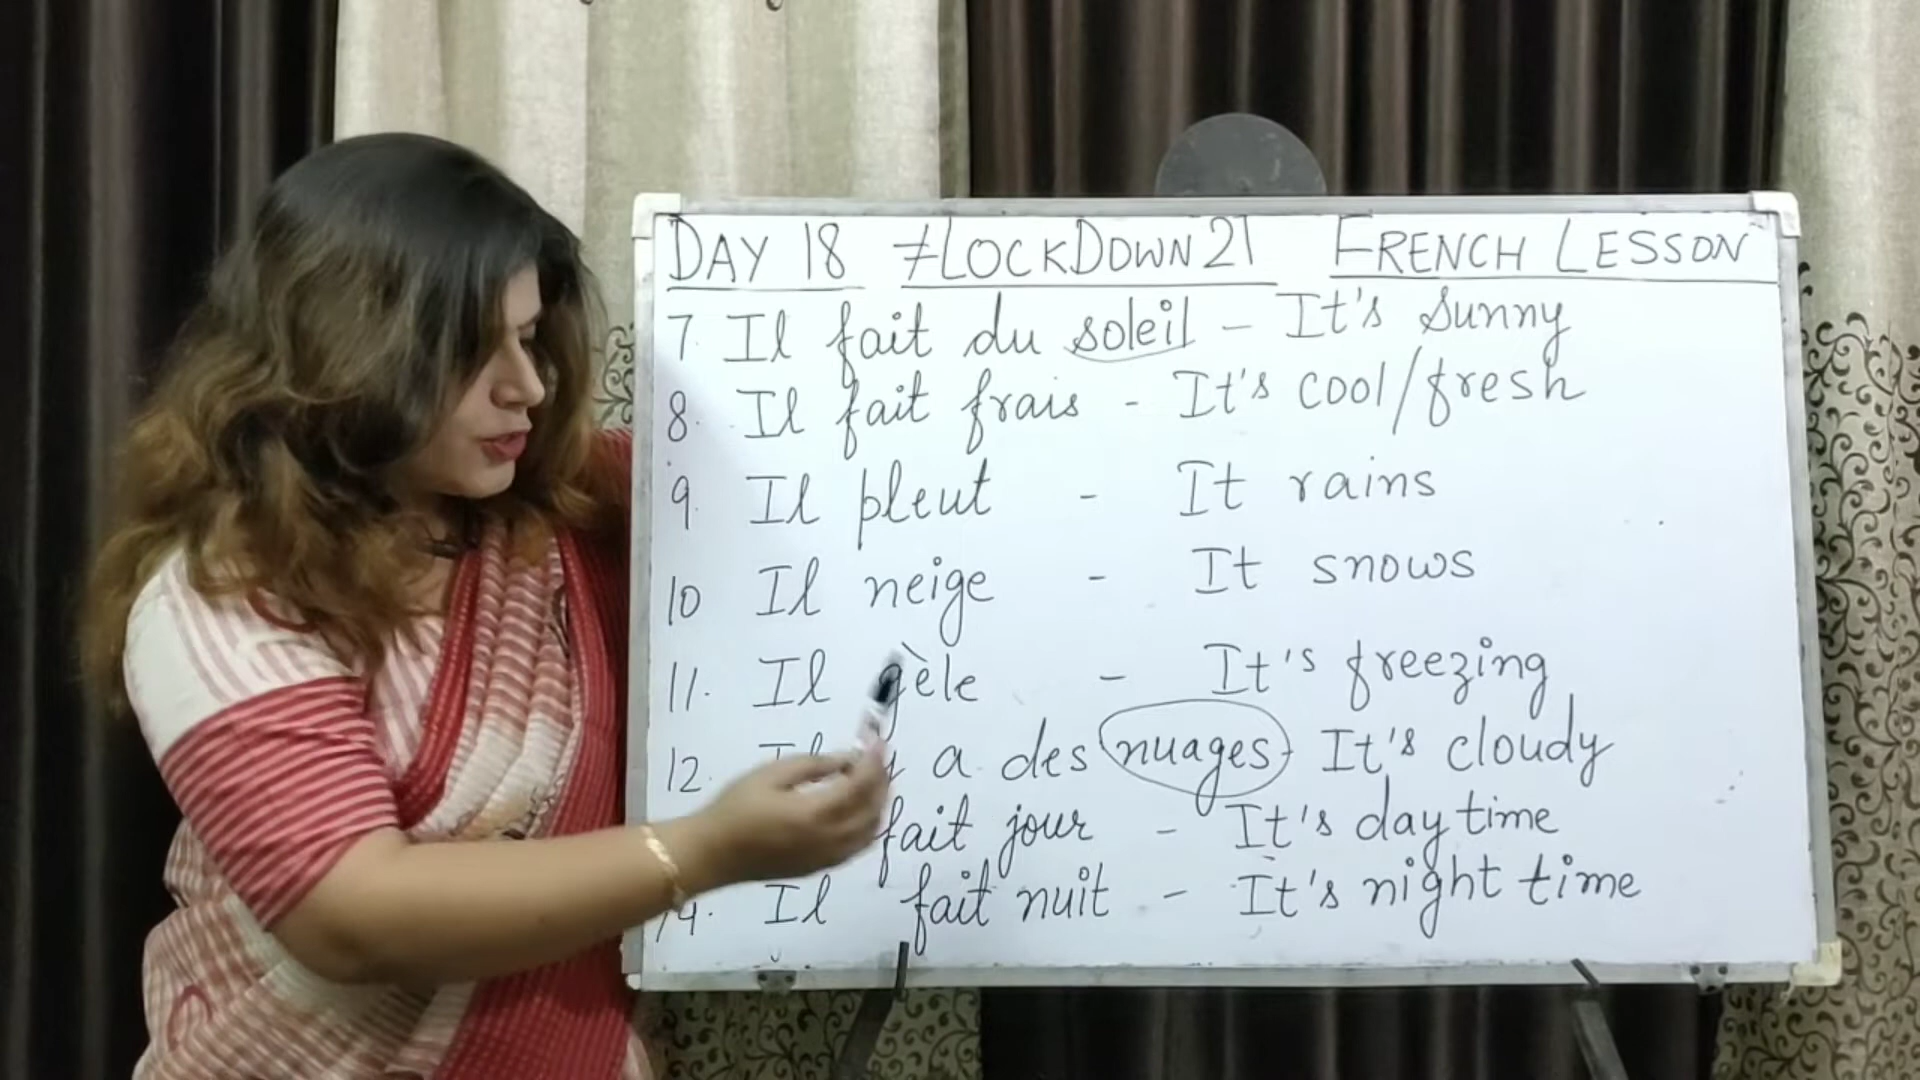 DAY 18 #LOCKDOWN21 FRENCH LESSON
7. Il fait du soleil - It's Sunny
8. Il fait frais - It's cool/fresh
9. Il pleut - It rains
10 Il neige - It snows
11. Il gèle - It's freezing
12. Il y a des nuages - It's cloudy
fait jour - It's day time
14. Il fait nuit - It's night time